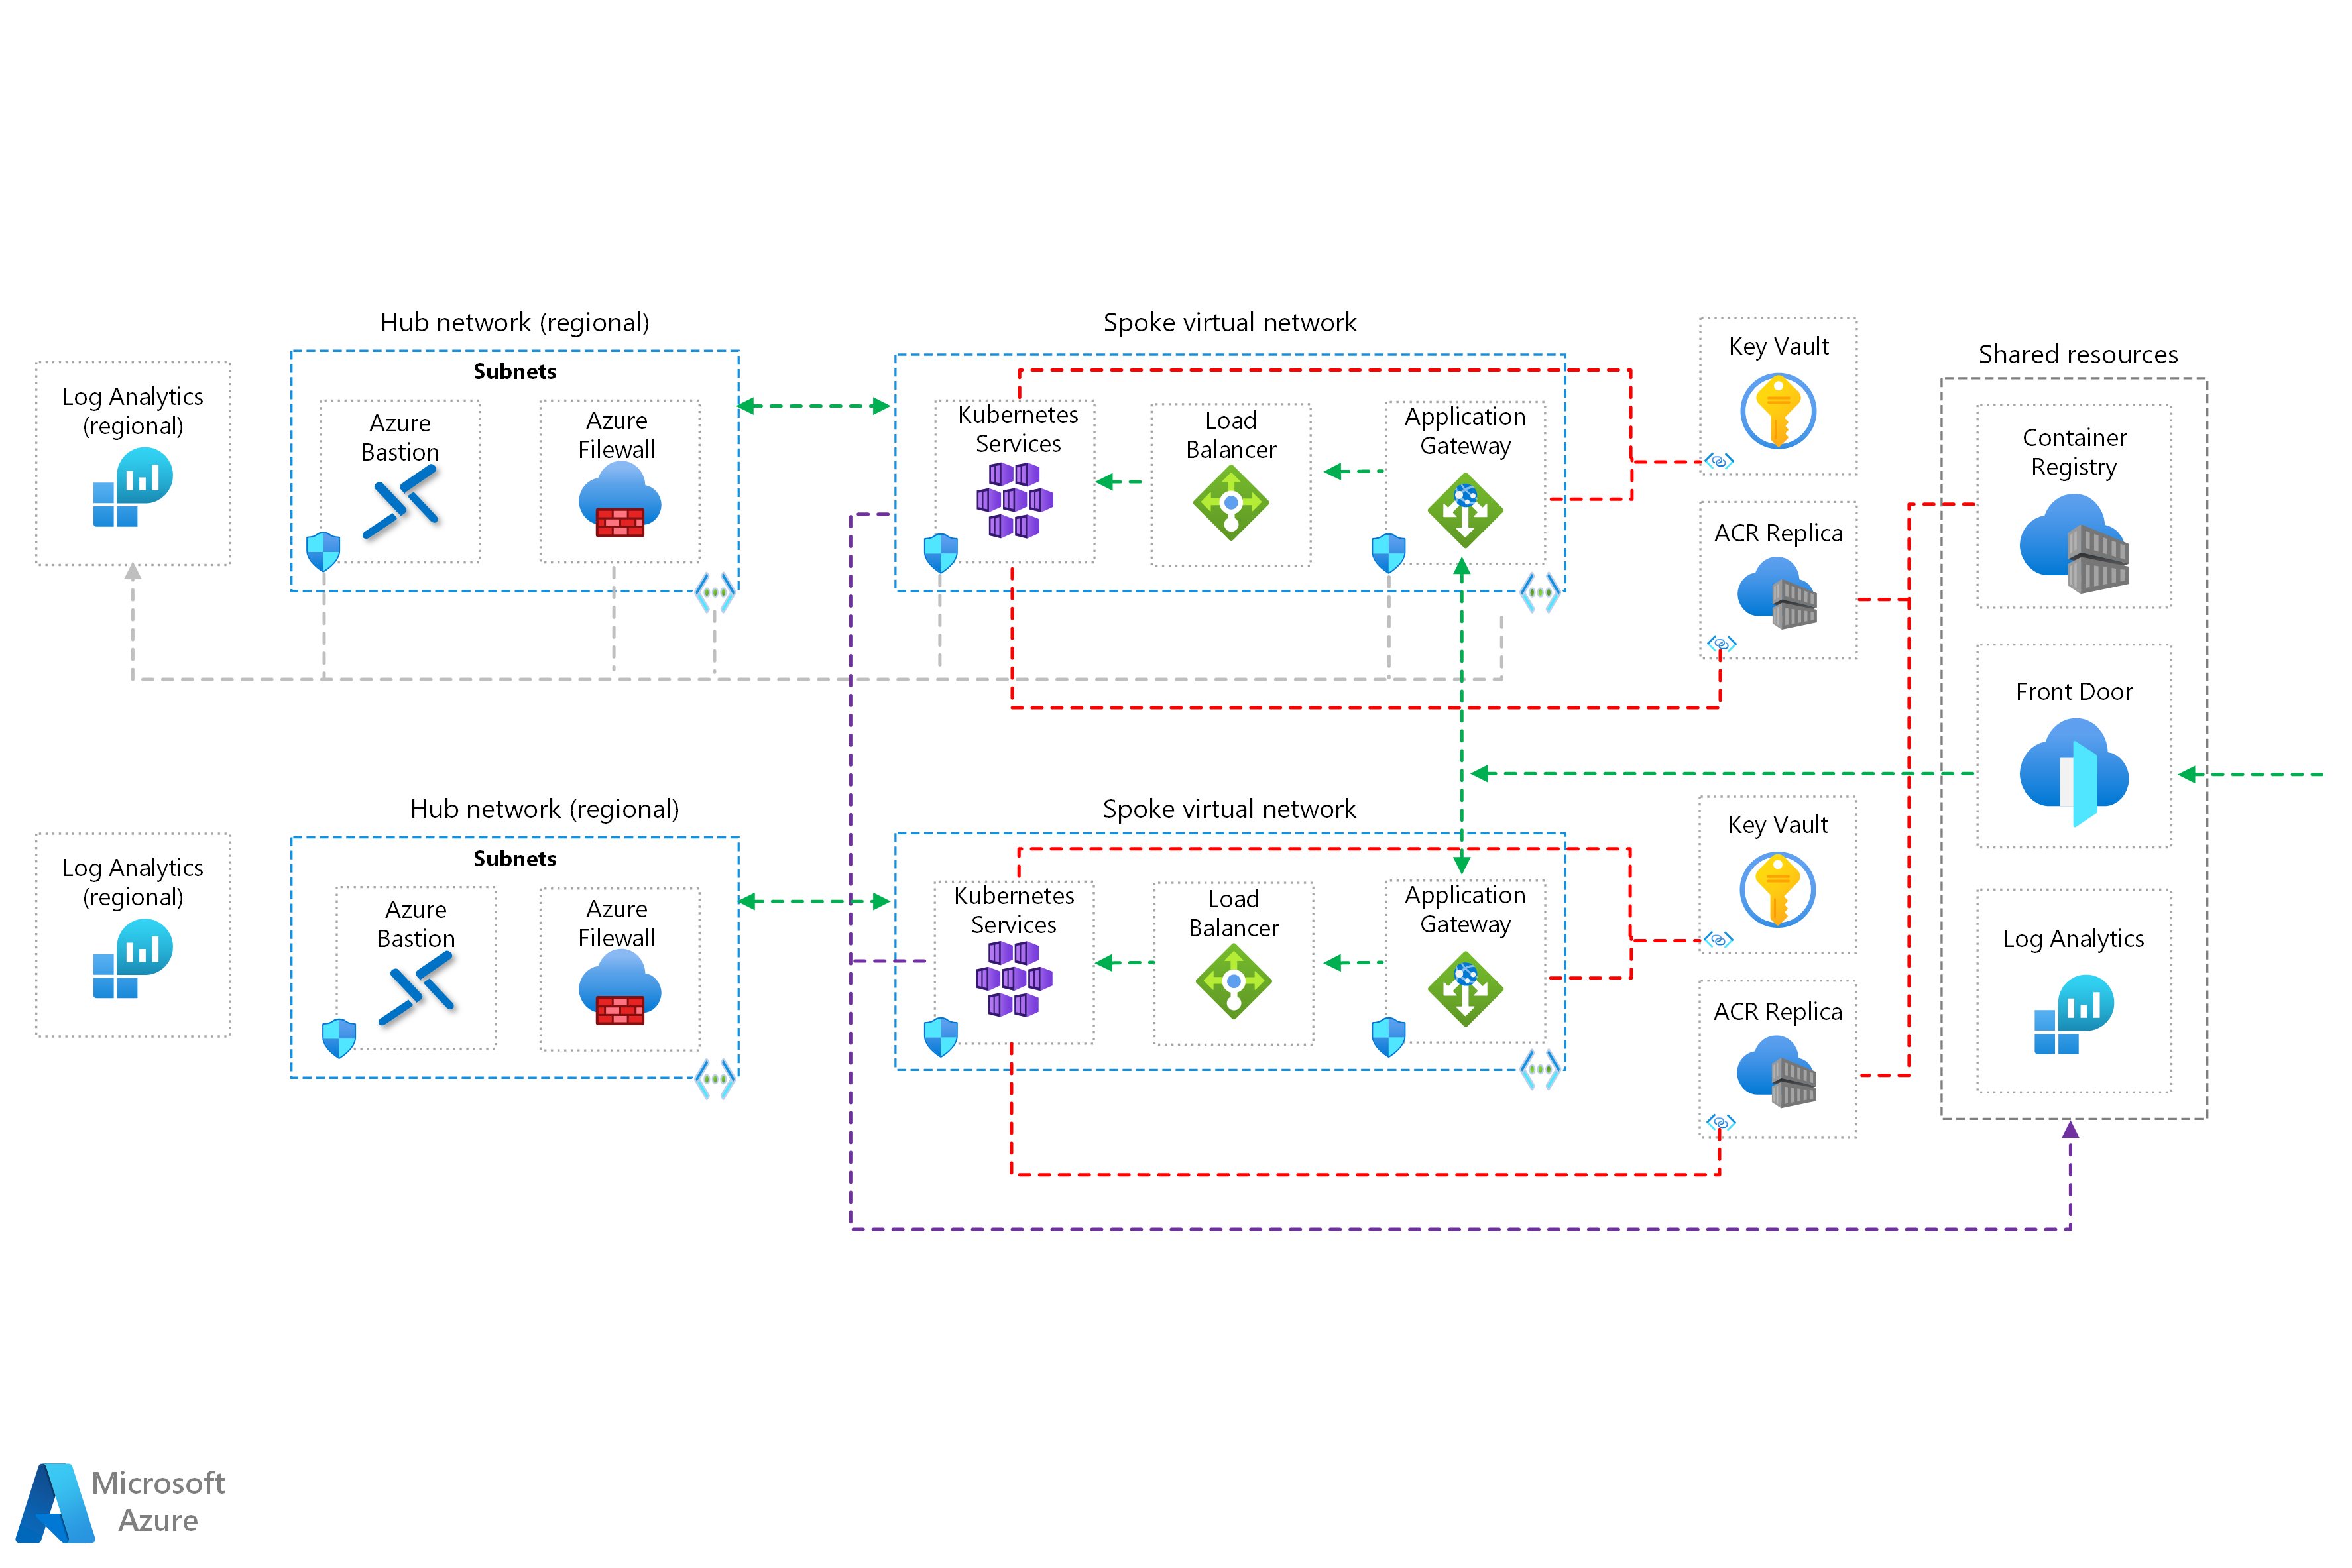 Hub network (regional)
Spoke virtual network
Log Analytics
(regional)
Subnets
Azure
Bastion
Azure
Filewall
Kubernetes
Services
Load
Balancer
Application
Gateway
Key Vault
ACR Replica
Shared resources
Container
Registry
Front Door
Log Analytics
Hub network (regional)
Spoke virtual network
Log Analytics
(regional)
Subnets
Azure
Bastion
Azure
Filewall
Kubernetes
Services
Load
Balancer
Application
Gateway
Key Vault
ACR Replica
Microsoft
Azure